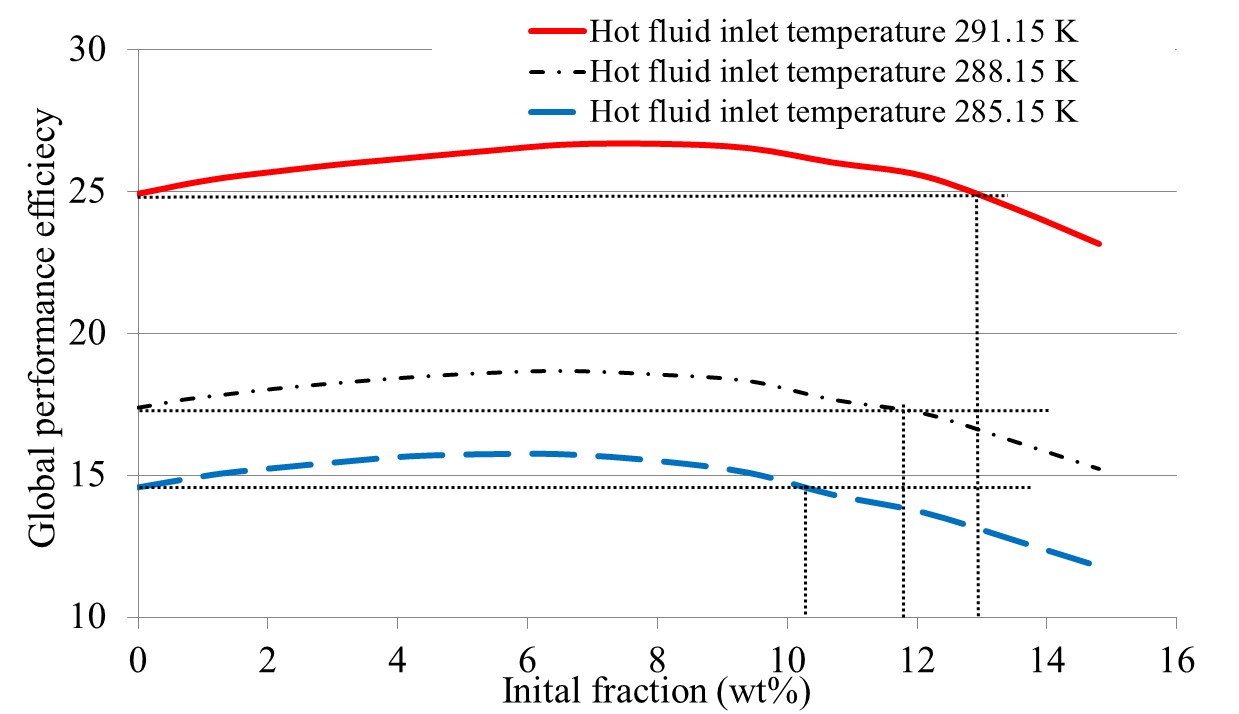 Hot fluid inlet temperature 291.15 K
Hot fluid inlet temperature 288.15 K
Hot fluid inlet temperature 285.15 K
Global performance efficiecy
30
25
20
15
10
0 2 4 6 8 10 12 14 16
Inital fraction (wt%)